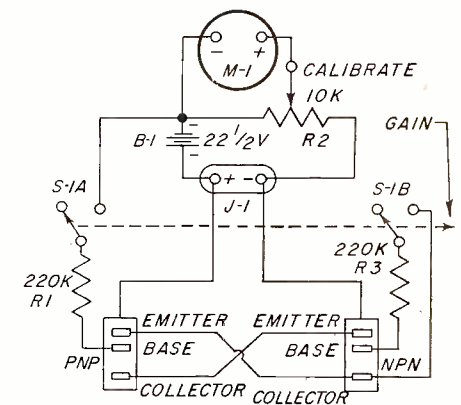 - +
M-1
CALIBRATE
10K
R2
GAIN
B-1 22 1/2V
-
-
+ -
J-1
S-1A
S-1B
220K
R1
220K
R3
EMITTER
EMITTER
BASE
BASE
PNP
NPN
COLLECTOR
COLLECTOR